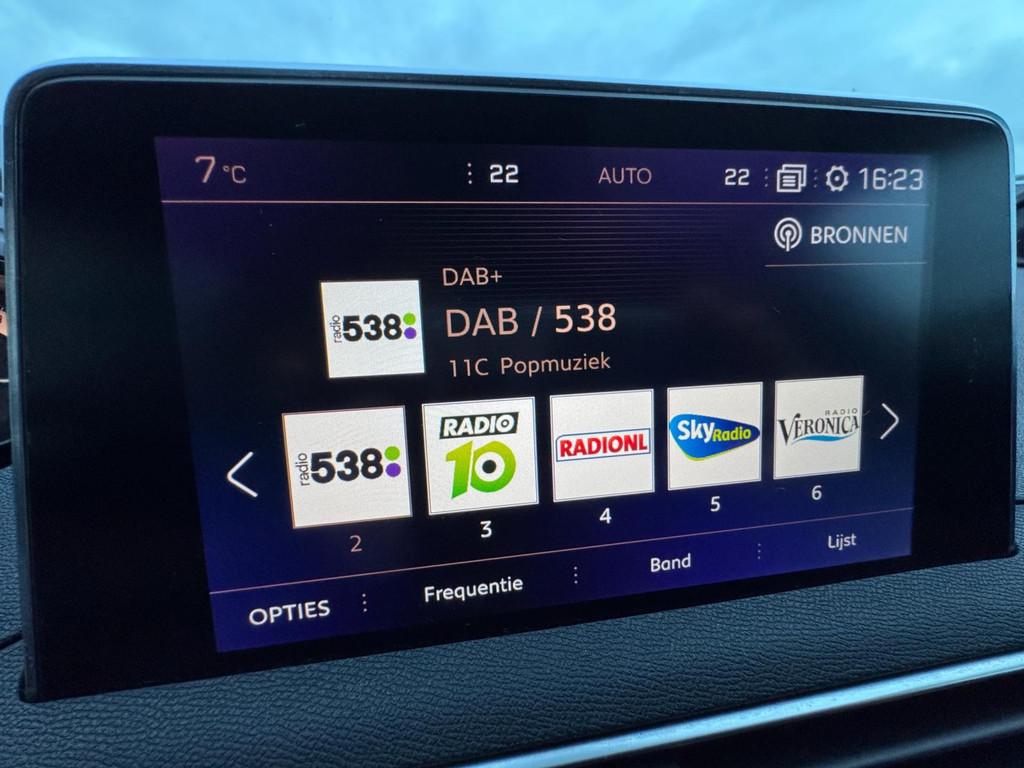 7 °C 22 AUTO 22 16:23
BRONNEN
DAB+
radio 538
DAB / 538
11C Popmuziek
radio 538
RADIO 10
RADIONL
Sky Radio
RADIO VERONICA
2 3 4 5 6
OPTIES Frequentie Band Lijst